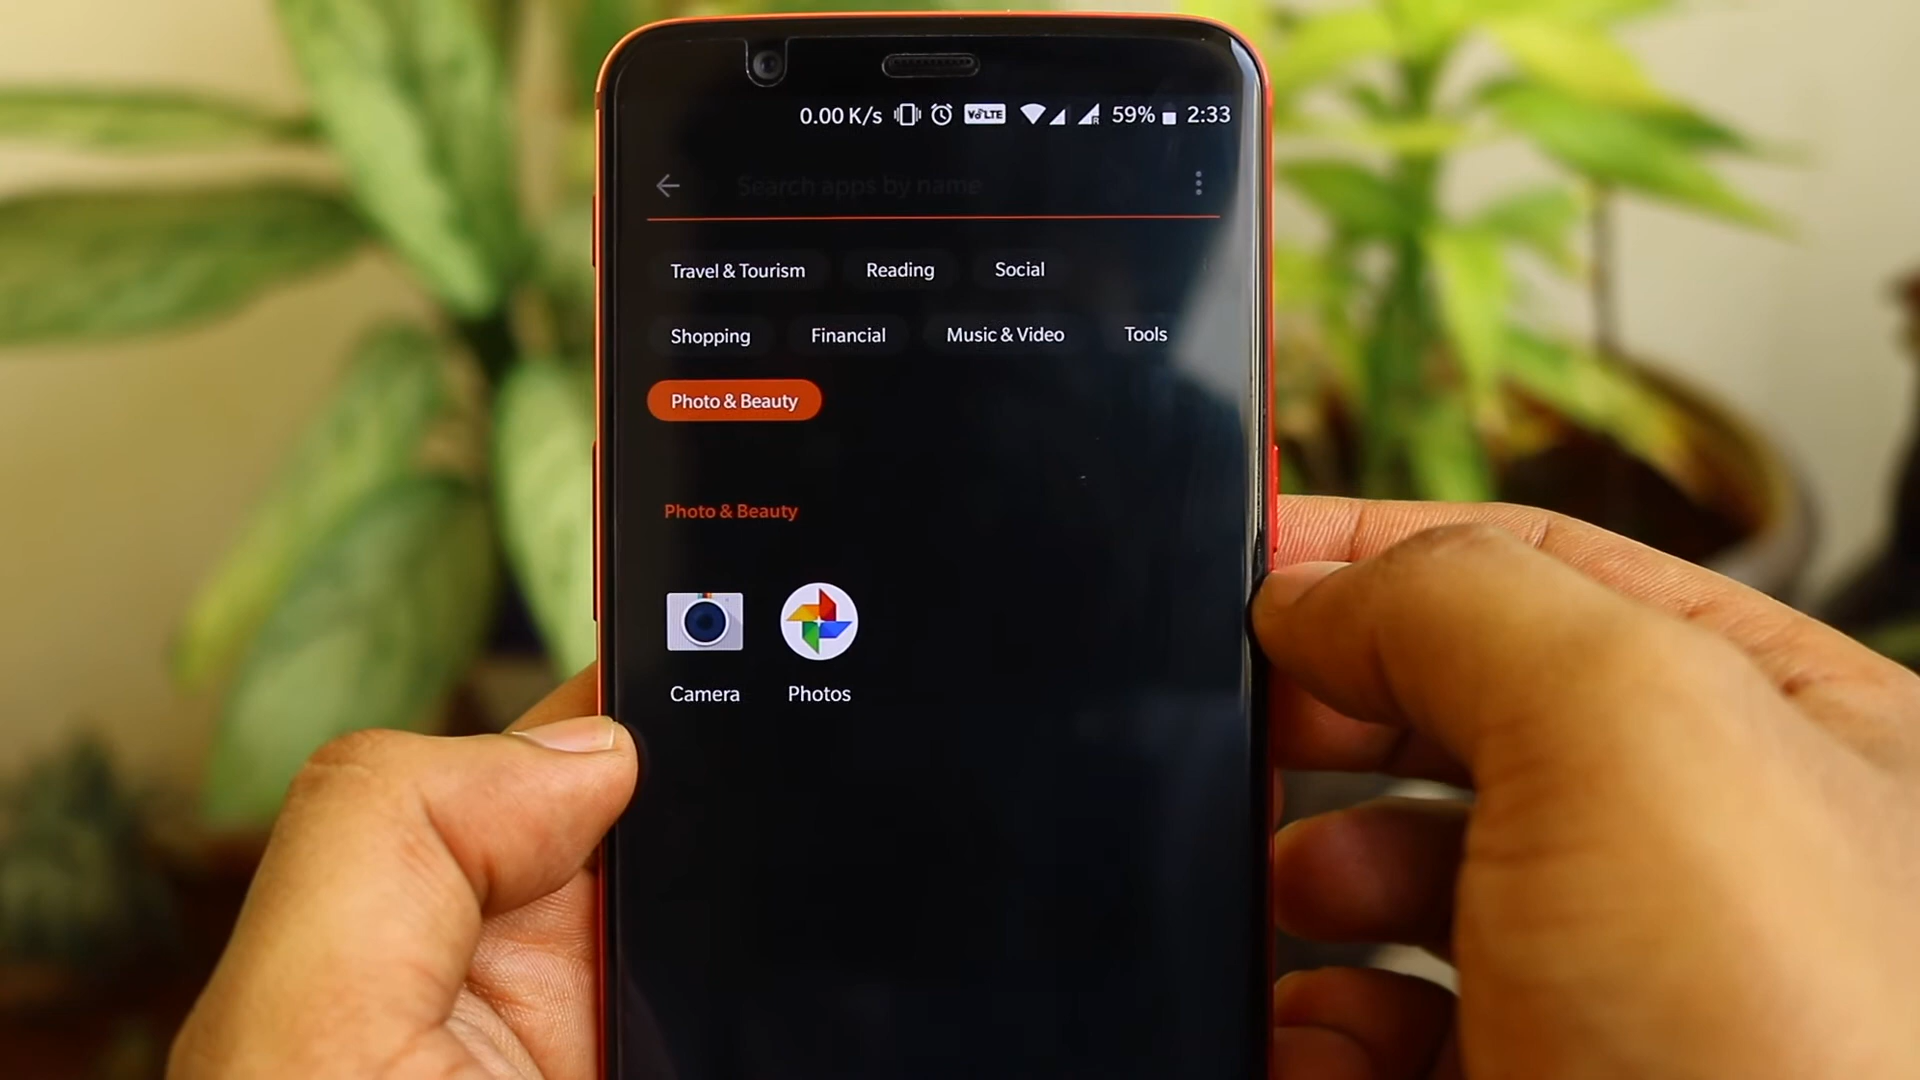 0.00 K/s VoLTE R 59% 2:33
Search apps by name
Travel & Tourism Reading Social
Shopping Financial Music & Video Tools
Photo & Beauty
Photo & Beauty
Camera Photos